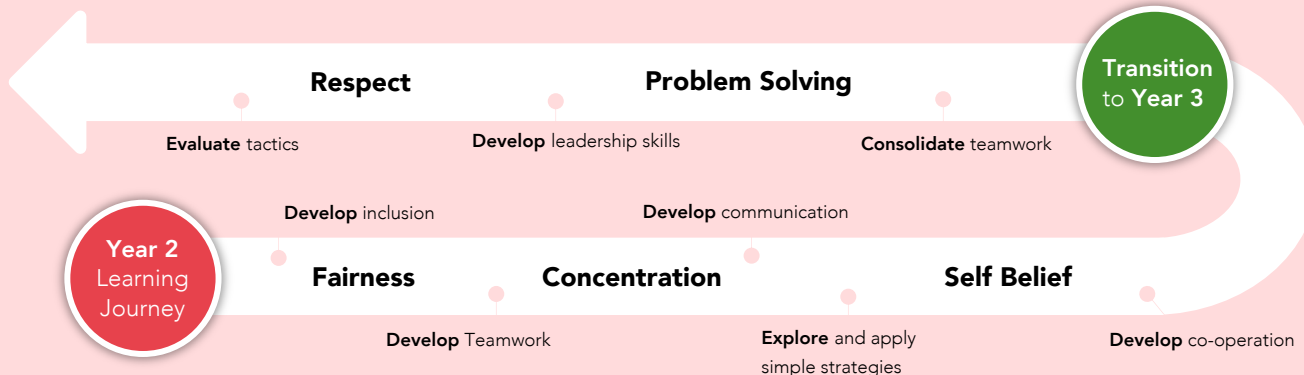 Respect
Problem Solving
Transition
to Year 3
Evaluate tactics
Develop leadership skills
Consolidate teamwork
Develop inclusion
Develop communication
Year 2
Learning
Journey
Fairness
Concentration
Self Belief
Develop Teamwork
Explore and apply
simple strategies
Develop co-operation